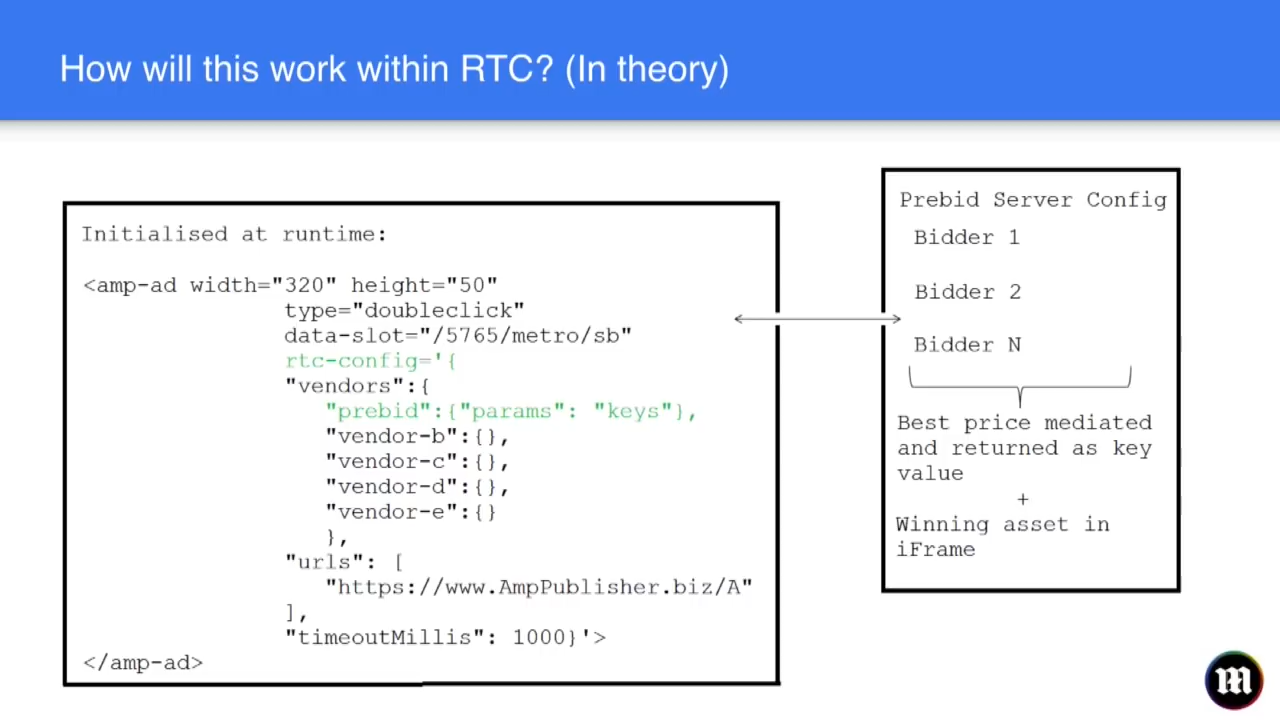 How will this work within RTC? (In theory)
Initialised at runtime:
<amp-ad width="320" height="50"
type="doubleclick"
data-slot="/5765/metro/sb"
rtc-config='{
"vendors":{
"prebid":{"params": "keys"},
"vendor-b":{},
"vendor-c":{},
"vendor-d":{},
"vendor-e":{}
},
"urls": [
"https://www.AmpPublisher.biz/A"
],
"timeoutMillis": 1000}'>
</amp-ad>
Prebid Server Config
Bidder 1
Bidder 2
Bidder N
Best price mediated
and returned as key
value
+
Winning asset in
iFrame
m